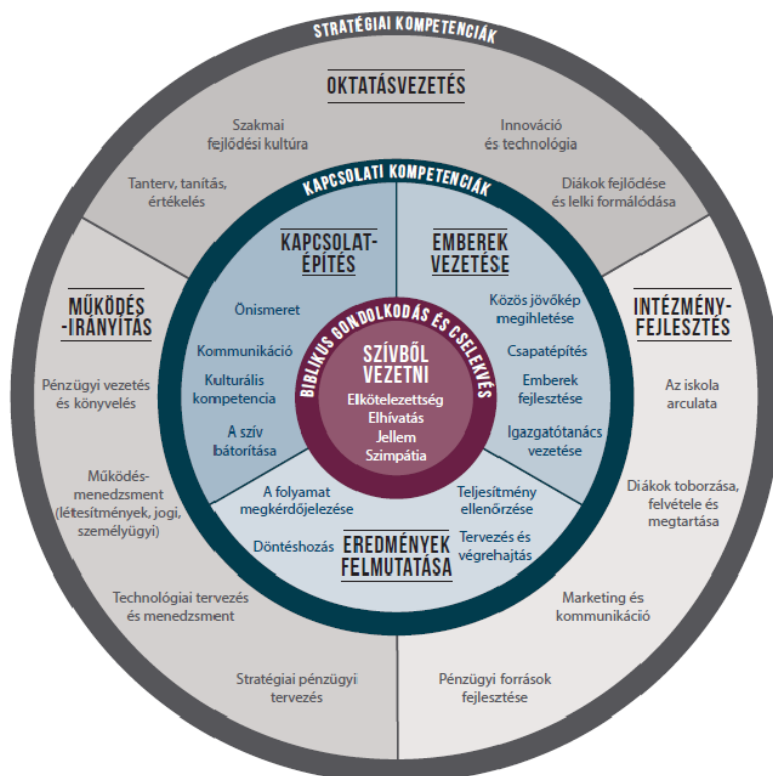 STRATÉGIAI KOMPETENCIÁK
OKTATÁSVEZETÉS
Szakmai
fejlődési kultúra
Innováció
és technológia
Tanterv, tanítás,
értékelés
Diákok fejlődése
és lelki formálódása
KAPCSOLATI KOMPETENCIÁK
KAPCSOLAT-
ÉPÍTÉS
Önismeret
Kommunikáció
Kulturális
kompetencia
A szív
bátorítása
EMBEREK
VEZETÉSE
Közös jövőkép
megihletése
Csapatépítés
Emberek
fejlesztése
Igazgatótanács
vezetése
BIBLIKUS GONDOLKODÁS ÉS CSELEKVÉS
SZÍVBŐL
VEZETNI
Elkötelezettség
Elhívatás
Jellem
Szimpátia
A folyamat
megkérdőjelezése
Döntéshozás
EREDMÉNYEK
FELMUTATÁSA
Teljesítmény
ellenőrzése
Tervezés és
végrehajtás
MŰKÖDÉS
-IRÁNYÍTÁS
Pénzügyi vezetés
és könyvelés
Működés-
menedzsment
(létesítmények, jogi,
személyügyi)
Technológiai tervezés
és menedzsment
Stratégiai pénzügyi
tervezés
INTÉZMÉNY-
FEJLESZTÉS
Az iskola
arculata
Diákok toborzása,
felvétele és
megtartása
Marketing és
kommunikáció
Pénzügyi források
fejlesztése